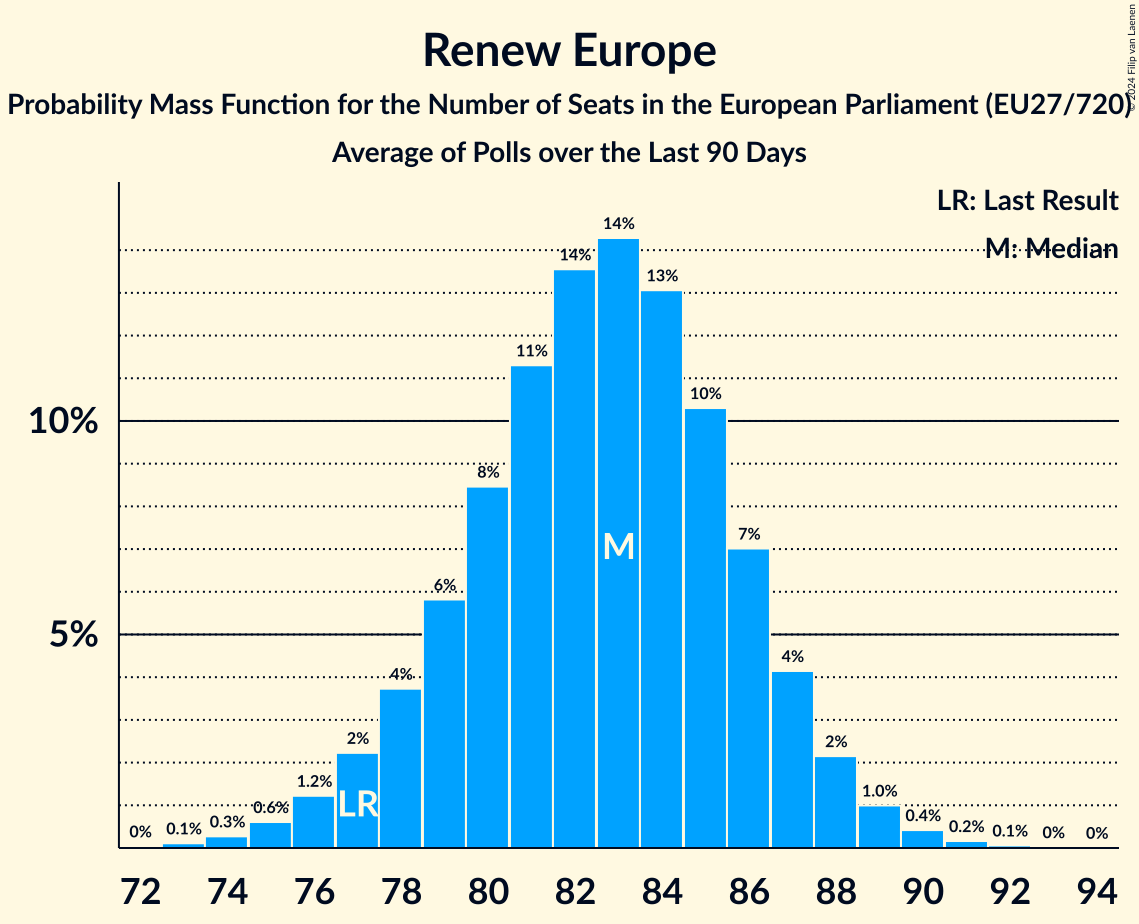 Renew Europe
Probability Mass Function for the Number of Seats in the European Parliament (EU27/720)
Average of Polls over the Last 90 Days
© 2024 Filip van Laenen
LR: Last Result
M: Median
10%
5%
0%
0.1%
0.3%
0.6%
1.2%
2%
4%
6%
8%
11%
14%
14%
13%
10%
7%
4%
2%
1.0%
0.4%
0.2%
0.1%
0%
0%
M
LR
72 74 76 78 80 82 84 86 88 90 92 94